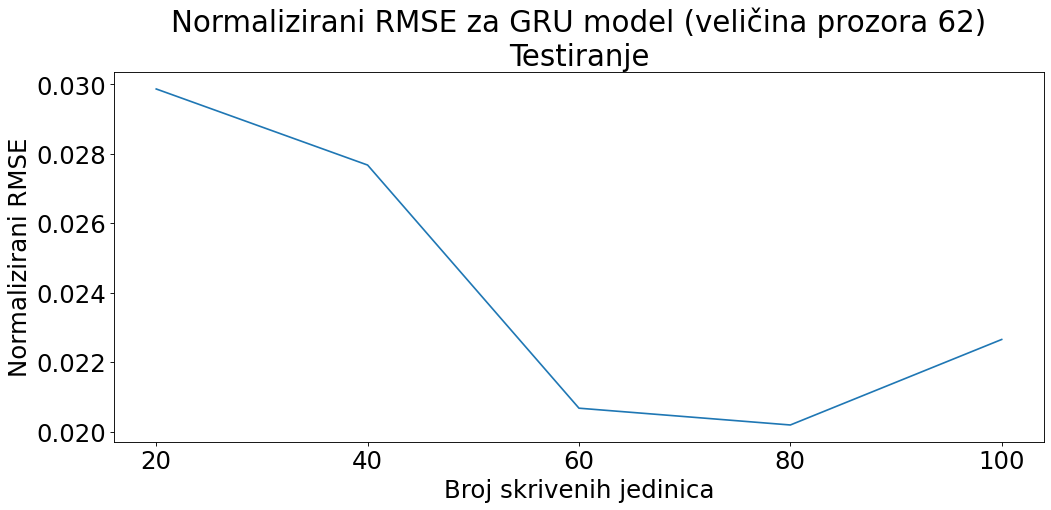 Normalizirani RMSE za GRU model (veličina prozora 62)
Testiranje
Normalizirani RMSE
0.030
0.028
0.026
0.024
0.022
0.020
20 40 60 80 100
Broj skrivenih jedinica